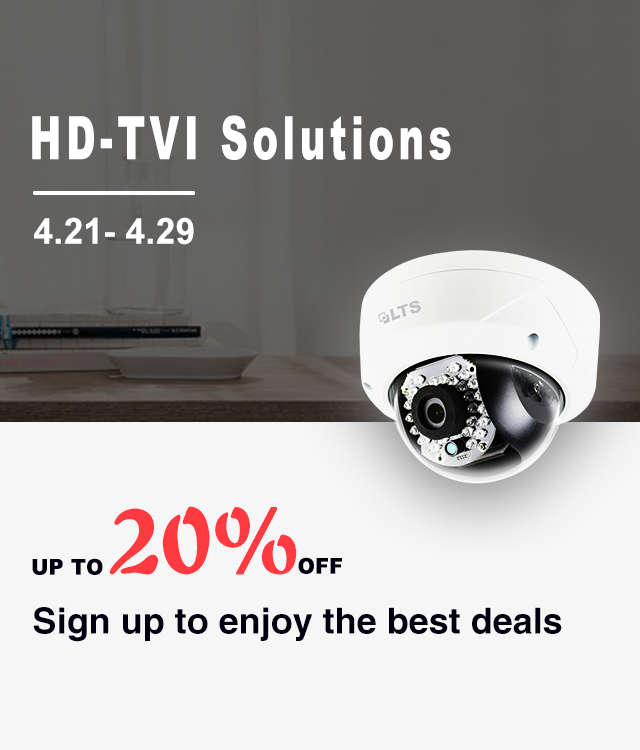 HD-TVI Solutions
4.21- 4.29
LTS
UP TO 20% OFF
Sign up to enjoy the best deals